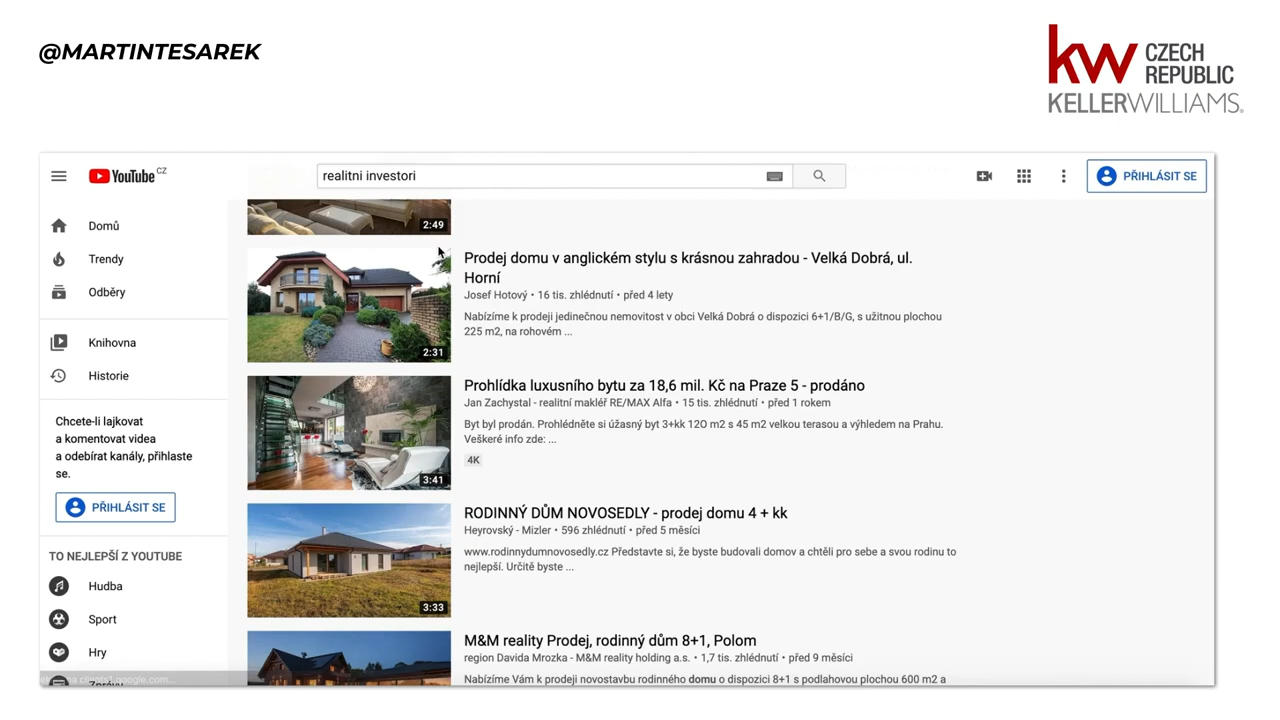 @MARTINTESAREK
kw CZECH
REPUBLIC
KELLERWILLIAMS.
YouTube CZ
realitni investori
PŘIHLÁSIT SE
Domů
Trendy
Odběry
Knihovna
Historie
Chcete-li lajkovat
a komentovat videa
a odebírat kanály, přihlaste
se.
PŘIHLÁSIT SE
TO NEJLEPŠÍ Z YOUTUBE
Hudba
Sport
Hry
2:49
2:31
Prodej domu v anglickém stylu s krásnou zahradou - Velká Dobrá, ul.
Horní
Josef Hotový • 16 tis. zhlédnutí • před 4 lety
Nabízíme k prodeji jedinečnou nemovitost v obci Velká Dobrá o dispozici 6+1/B/G, s užitnou plochou
225 m2, na rohovém ...
3:41
Prohlídka luxusního bytu za 18,6 mil. Kč na Praze 5 - prodáno
Jan Zachystal - realitní makléř RE/MAX Alfa • 15 tis. zhlédnutí • před 1 rokem
Byt byl prodán. Prohlédněte si úžasný byt 3+kk 12O m2 s 45 m2 velkou terasou a výhledem na Prahu.
Veškeré info zde: ...
4K
3:33
RODINNÝ DŮM NOVOSEDLY - prodej domu 4 + kk
Heyrovský - Mizler • 596 zhlédnutí • před 5 měsíci
www.rodinnydumnovosedly.cz Představte si, že byste budovali domov a chtěli pro sebe a svou rodinu to
nejlepší. Určitě byste ...
M&M reality Prodej, rodinný dům 8+1, Polom
region Davida Mrozka - M&M reality holding a.s. • 1,7 tis. zhlédnutí • před 9 měsíci
Nabízíme Vám k prodeji novostavbu rodinného domu o dispozici 8+1 s podlahovou plochou 600 m2 a